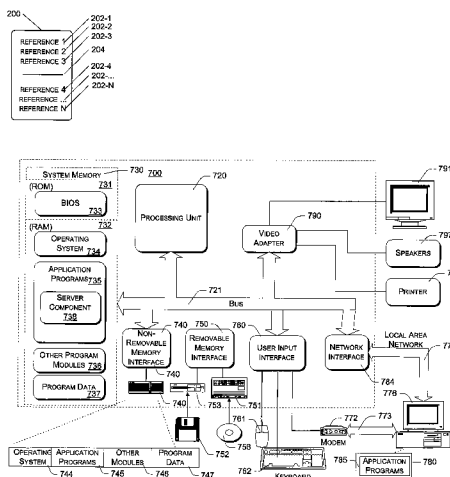 200
202-1
202-2
202-3
204
202-4
202-...
202-N
REFERENCE 1
REFERENCE 2
REFERENCE 3
REFERENCE 4
REFERENCE ...
REFERENCE N
730
700
720
SYSTEM MEMORY 731
(ROM)
BIOS
733
732
(RAM)
OPERATING
SYSTEM 734
APPLICATION
PROGRAMS 735
SERVER
COMPONENT
OTHER PROGRAM
MODULES 736
PROGRAM DATA
737
PROCESSING UNIT
790
VIDEO
ADAPTER
791
SPEAKERS
PRINTER
721
BUS
740
NON-
REMOVABLE
MEMORY
INTERFACE
740
740
750
REMOVABLE
MEMORY
INTERFACE
753
751
752
760
USER INPUT
INTERFACE
761
762
KEYBOARD
NETWORK
INTERFACE
784
LOCAL AREA
NETWORK
778
772
773
MODEM
785
APPLICATION
PROGRAMS
780
OPERATING
SYSTEM
APPLICATION
PROGRAMS
OTHER
MODULES
PROGRAM
DATA
744
745
746
747